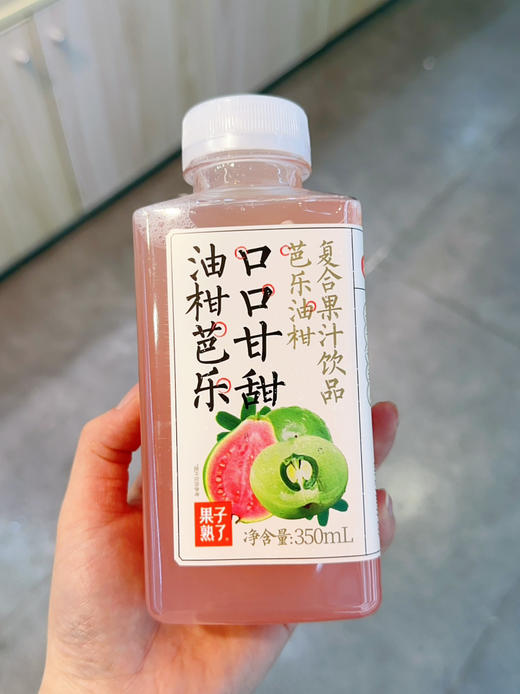 复合果汁饮品
芭乐油柑
口口甘甜
油柑芭乐
果子
熟了®
净含量:350mL